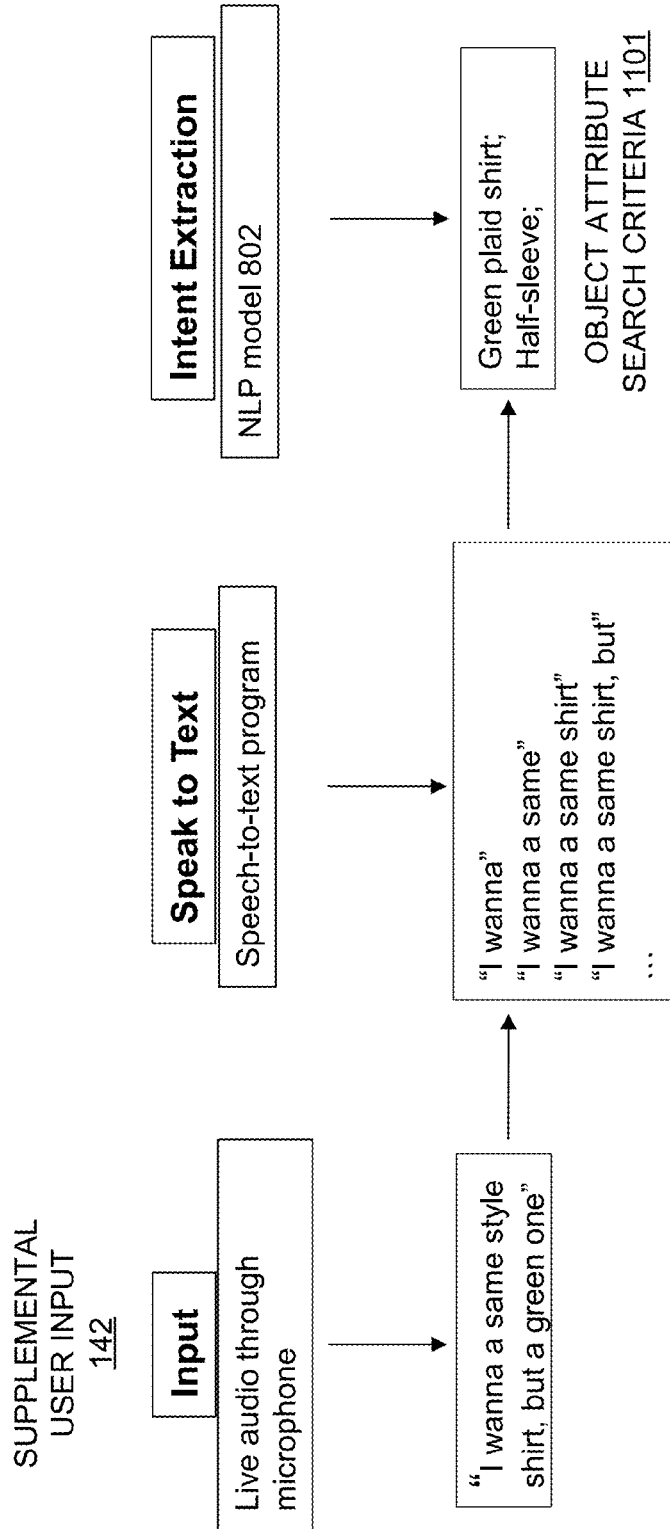 SUPPLEMENTAL
USER INPUT
142
Input
Live audio through
microphone
“I wanna a same style
shirt, but a green one”
Speak to Text
Speech-to-text program
“I wanna”
“I wanna a same”
“I wanna a same shirt”
“I wanna a same shirt, but”
…
Intent Extraction
NLP model 802
Green plaid shirt;
Half-sleeve;
OBJECT ATTRIBUTE
SEARCH CRITERIA 1101